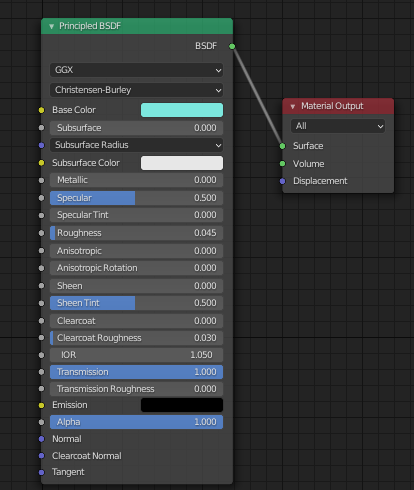 Principled BSDF
BSDF
GGX
Christensen-Burley
Base Color
Subsurface 0.000
Subsurface Radius
Subsurface Color
Metallic 0.000
Specular 0.500
Specular Tint 0.000
Roughness 0.045
Anisotropic 0.000
Anisotropic Rotation 0.000
Sheen 0.000
Sheen Tint 0.500
Clearcoat 0.000
Clearcoat Roughness 0.030
IOR 1.050
Transmission 1.000
Transmission Roughness 0.000
Emission
Alpha 1.000
Normal
Clearcoat Normal
Tangent
Material Output
All
Surface
Volume
Displacement